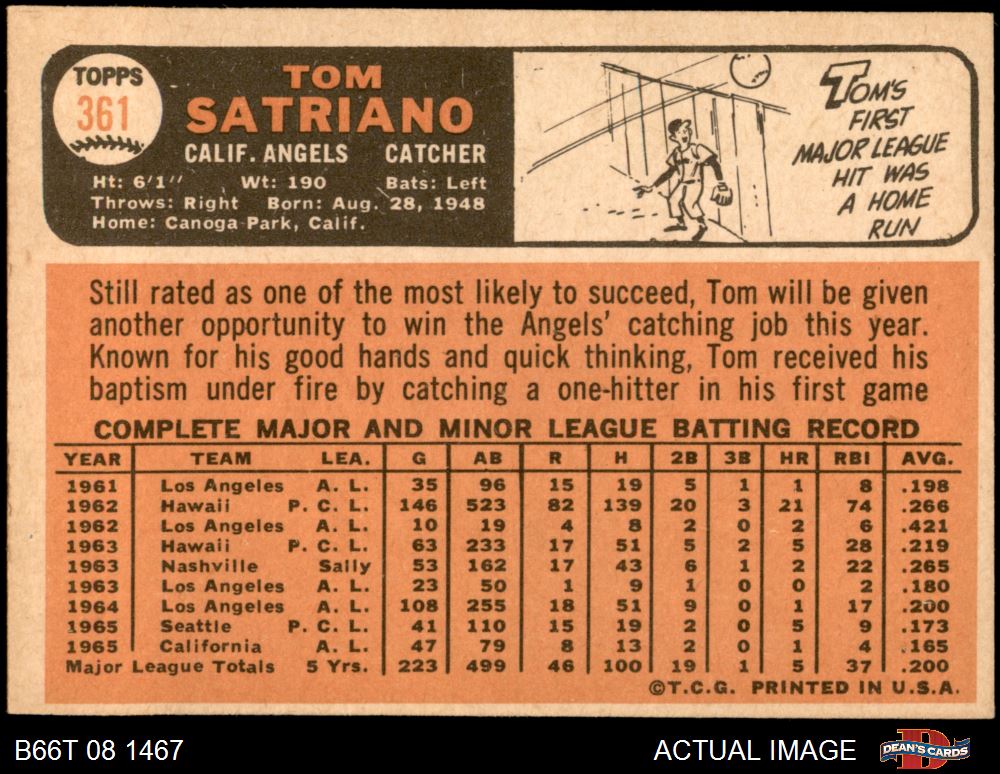 TOPPS
361
TOM
SATRIANO
CALIF. ANGELS CATCHER
Ht: 6'1" Wt: 190 Bats: Left
Throws: Right Born: Aug. 28, 1948
Home: Canoga Park, Calif.
TOM'S
FIRST
MAJOR LEAGUE
HIT WAS
A HOME
RUN
Still rated as one of the most likely to succeed, Tom will be given
another opportunity to win the Angels' catching job this year.
Known for his good hands and quick thinking, Tom received his
baptism under fire by catching a one-hitter in his first game
COMPLETE MAJOR AND MINOR LEAGUE BATTING RECORD
YEAR TEAM LEA. G AB R H 2B 3B HR RBI AVG.
1961 Los Angeles A. L. 35 96 15 19 5 1 1 8 .198
1962 Hawaii P. C. L. 146 523 82 139 20 3 21 74 .266
1962 Los Angeles A. L. 10 19 4 8 2 0 2 6 .421
1963 Hawaii P. C. L. 63 233 17 51 5 2 5 28 .219
1963 Nashville Sally 53 162 17 43 6 1 2 22 .265
1963 Los Angeles A. L. 23 50 1 9 1 0 0 2 .180
1964 Los Angeles A. L. 108 255 18 51 9 0 1 17 .200
1965 Seattle P. C. L. 41 110 15 19 2 0 5 9 .173
1965 California A. L. 47 79 8 13 2 0 1 4 .165
Major League Totals 5 Yrs. 223 499 46 100 19 1 5 37 .200
©T.C.G. PRINTED IN U.S.A.
B66T 08 1467 ACTUAL IMAGE DEAN'S CARDS